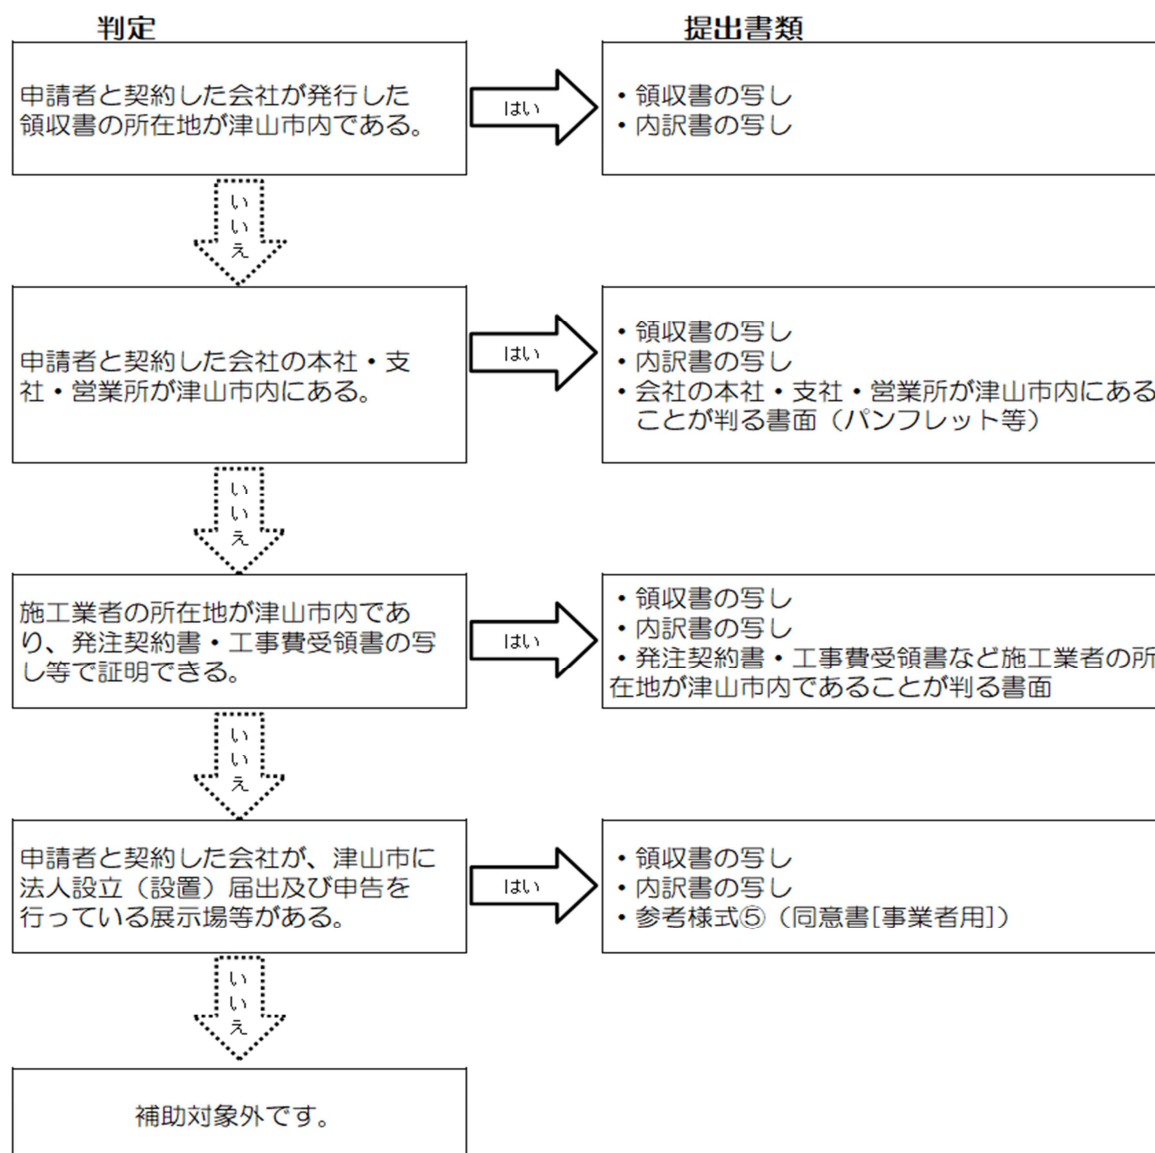 判定
提出書類
申請者と契約した会社が発行した
領収書の所在地が津山市内である。
はい
・領収書の写し
・内訳書の写し
いいえ
申請者と契約した会社の本社・支
社・営業所が津山市内にある。
はい
・領収書の写し
・内訳書の写し
・会社の本社・支社・営業所が津山市内にある
ことが判る書面（パンフレット等）
いいえ
施工業者の所在地が津山市内であ
り、発注契約書・工事費受領書の写
し等で証明できる。
はい
・領収書の写し
・内訳書の写し
・発注契約書・工事費受領書など施工業者の所
在地が津山市内であることが判る書面
いいえ
申請者と契約した会社が、津山市に
法人設立（設置）届出及び申告を
行っている展示場等がある。
はい
・領収書の写し
・内訳書の写し
・参考様式⑤（同意書[事業者用]）
いいえ
補助対象外です。